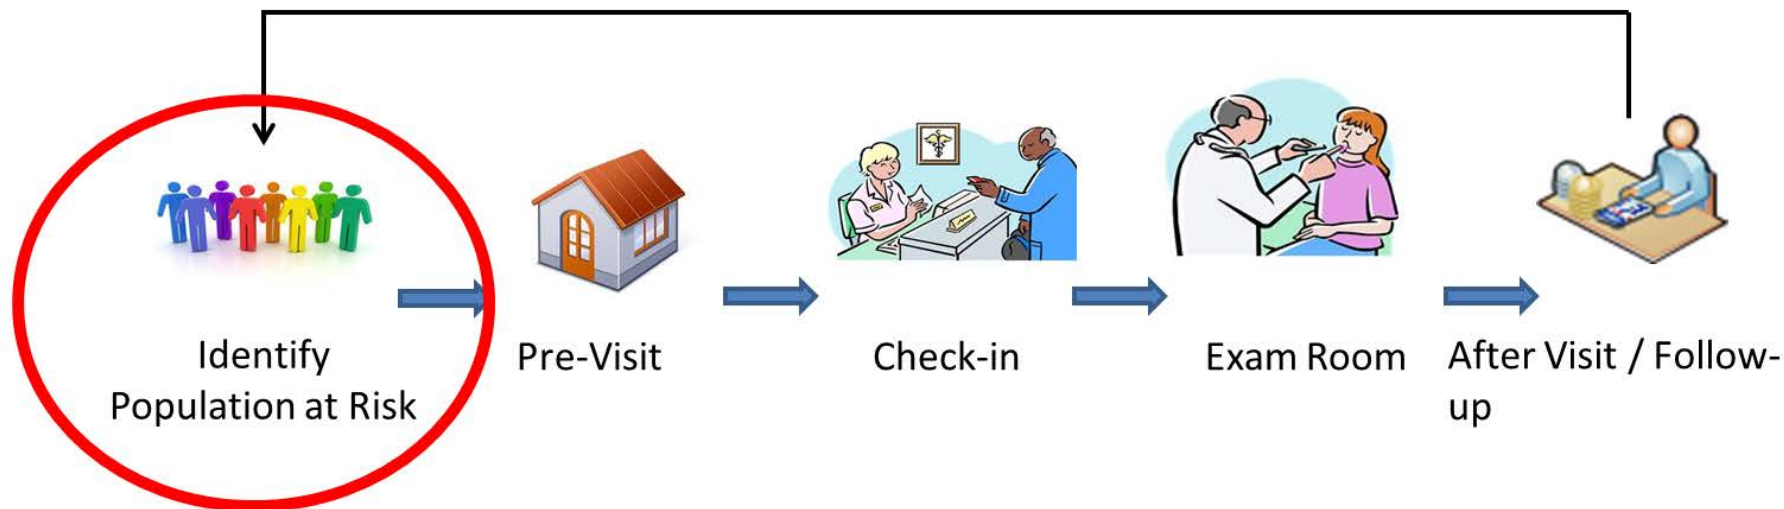 Identify
Population at Risk
Pre-Visit
Check-in
Exam Room
After Visit / Follow-
up